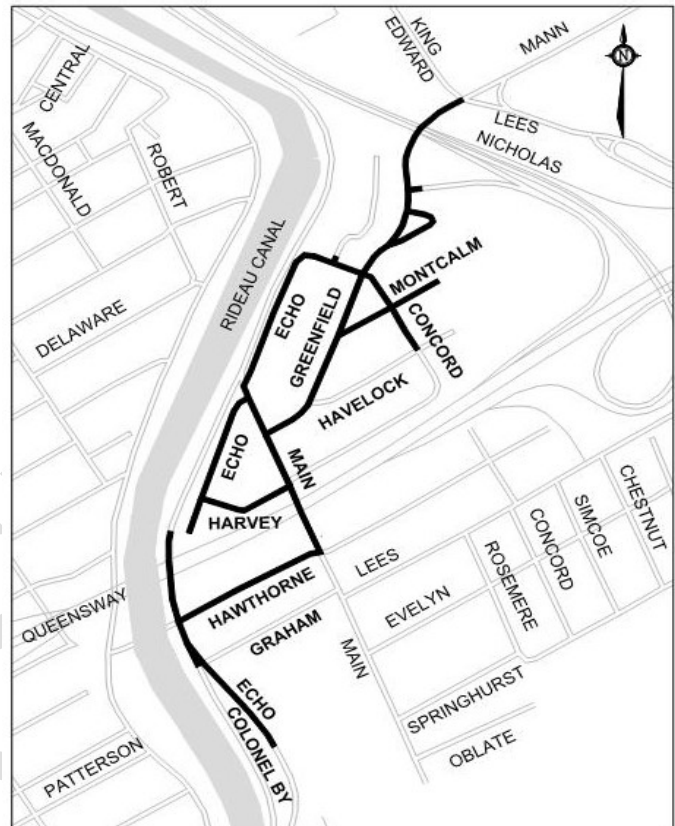 KING
EDWARD
MANN
N
CENTRAL
LEES
NICHOLAS
MACDONALD
ROBERT
RIDEAU CANAL
MONTCALM
ECHO
GREENFIELD
CONCORD
DELAWARE
HAVELOCK
ECHO
MAIN
CHESTNUT
SIMCOE
HARVEY
CONCORD
LEES
ROSEMERE
QUEENSWAY
HAWTHORNE
EVELYN
GRAHAM
MAIN
ECHO
SPRINGHURST
COLONEL BY
OBLATE
PATTERSON